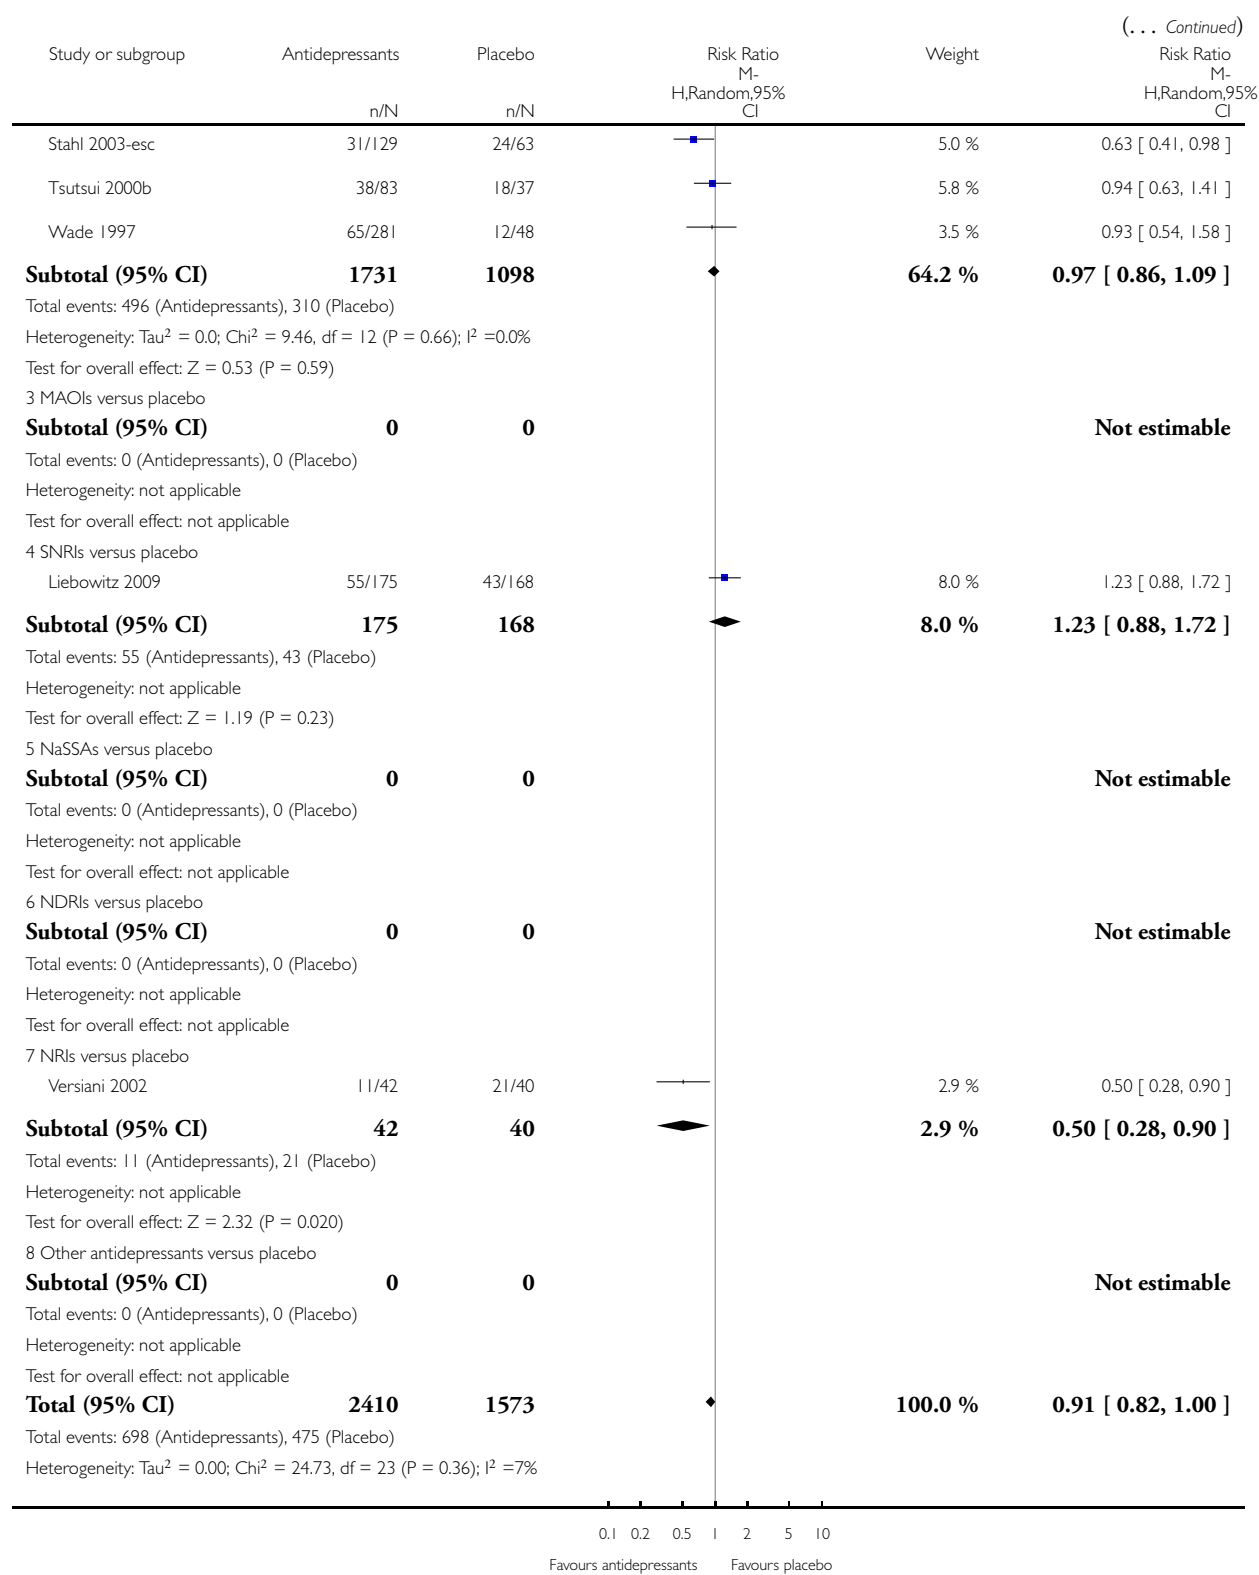 (... Continued)
Study or subgroup Antidepressants Placebo Risk Ratio Weight Risk Ratio
M- M-
H,Random,95% H,Random,95%
n/N n/N CI CI
Stahl 2003-esc 31/129 24/63 5.0 % 0.63 [ 0.41, 0.98 ]
Tsutsui 2000b 38/83 18/37 5.8 % 0.94 [ 0.63, 1.41 ]
Wade 1997 65/281 12/48 3.5 % 0.93 [ 0.54, 1.58 ]
Subtotal (95% CI) 1731 1098 64.2 % 0.97 [ 0.86, 1.09 ]
Total events: 496 (Antidepressants), 310 (Placebo)
Heterogeneity: Tau² = 0.0; Chi² = 9.46, df = 12 (P = 0.66); I² =0.0%
Test for overall effect: Z = 0.53 (P = 0.59)
3 MAOIs versus placebo
Subtotal (95% CI) 0 0 Not estimable
Total events: 0 (Antidepressants), 0 (Placebo)
Heterogeneity: not applicable
Test for overall effect: not applicable
4 SNRIs versus placebo
Liebowitz 2009 55/175 43/168 8.0 % 1.23 [ 0.88, 1.72 ]
Subtotal (95% CI) 175 168 8.0 % 1.23 [ 0.88, 1.72 ]
Total events: 55 (Antidepressants), 43 (Placebo)
Heterogeneity: not applicable
Test for overall effect: Z = 1.19 (P = 0.23)
5 NaSSAs versus placebo
Subtotal (95% CI) 0 0 Not estimable
Total events: 0 (Antidepressants), 0 (Placebo)
Heterogeneity: not applicable
Test for overall effect: not applicable
6 NDRIs versus placebo
Subtotal (95% CI) 0 0 Not estimable
Total events: 0 (Antidepressants), 0 (Placebo)
Heterogeneity: not applicable
Test for overall effect: not applicable
7 NRIs versus placebo
Versiani 2002 11/42 21/40 2.9 % 0.50 [ 0.28, 0.90 ]
Subtotal (95% CI) 42 40 2.9 % 0.50 [ 0.28, 0.90 ]
Total events: 11 (Antidepressants), 21 (Placebo)
Heterogeneity: not applicable
Test for overall effect: Z = 2.32 (P = 0.020)
8 Other antidepressants versus placebo
Subtotal (95% CI) 0 0 Not estimable
Total events: 0 (Antidepressants), 0 (Placebo)
Heterogeneity: not applicable
Test for overall effect: not applicable
Total (95% CI) 2410 1573 100.0 % 0.91 [ 0.82, 1.00 ]
Total events: 698 (Antidepressants), 475 (Placebo)
Heterogeneity: Tau² = 0.00; Chi² = 24.73, df = 23 (P = 0.36); I² =7%
0.1 0.2 0.5 1 2 5 10
Favours antidepressants Favours placebo